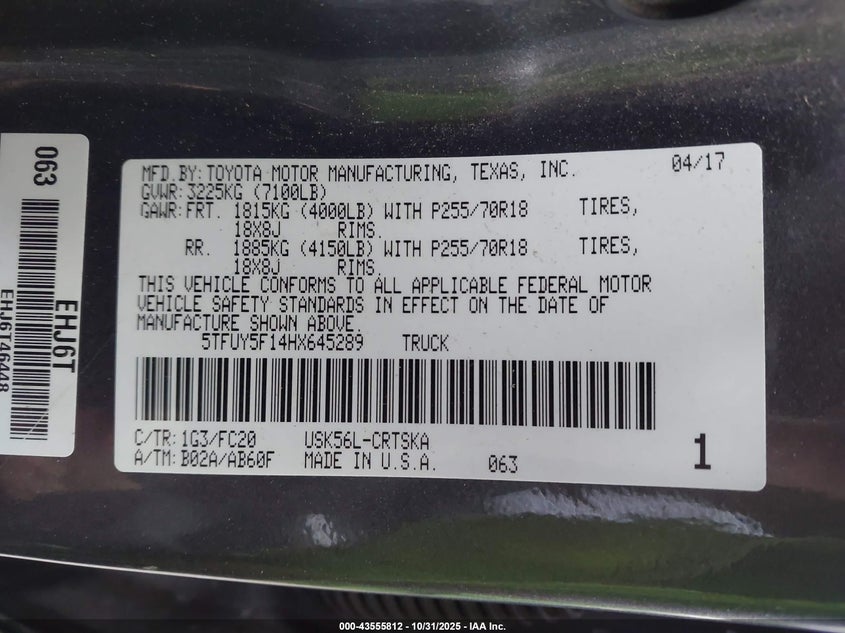 063
EHJ6T
EHJ6T46448
MFD.BY:TOYOTA MOTOR MANUFACTURING, TEXAS, INC. 04/17
GVWR:3225KG (7100LB)
GAWR:FRT. 1815KG (4000LB) WITH P255/70R18 TIRES,
18X8J RIMS.
RR. 1885KG (4150LB) WITH P255/70R18 TIRES,
18X8J RIMS.
THIS VEHICLE CONFORMS TO ALL APPLICABLE FEDERAL MOTOR
VEHICLE SAFETY STANDARDS IN EFFECT ON THE DATE OF
MANUFACTURE SHOWN ABOVE.
5TFUY5F14HX645289 TRUCK
C/TR:1G3/FC20 USK56L-CRTSKA
A/TM:B02A/AB60F MADE IN U.S.A. 063 1
000-43555812 - 10/31/2025 - IAA Inc.